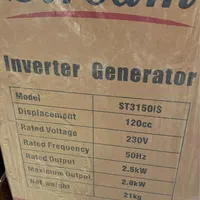 Inverter Generator
Model ST3150iS
Displacement 120cc
Rated Voltage 230V
Rated Frequency 50Hz
Rated Output 2.5kW
Maximum Output 2.8kW
Net weight 21kg